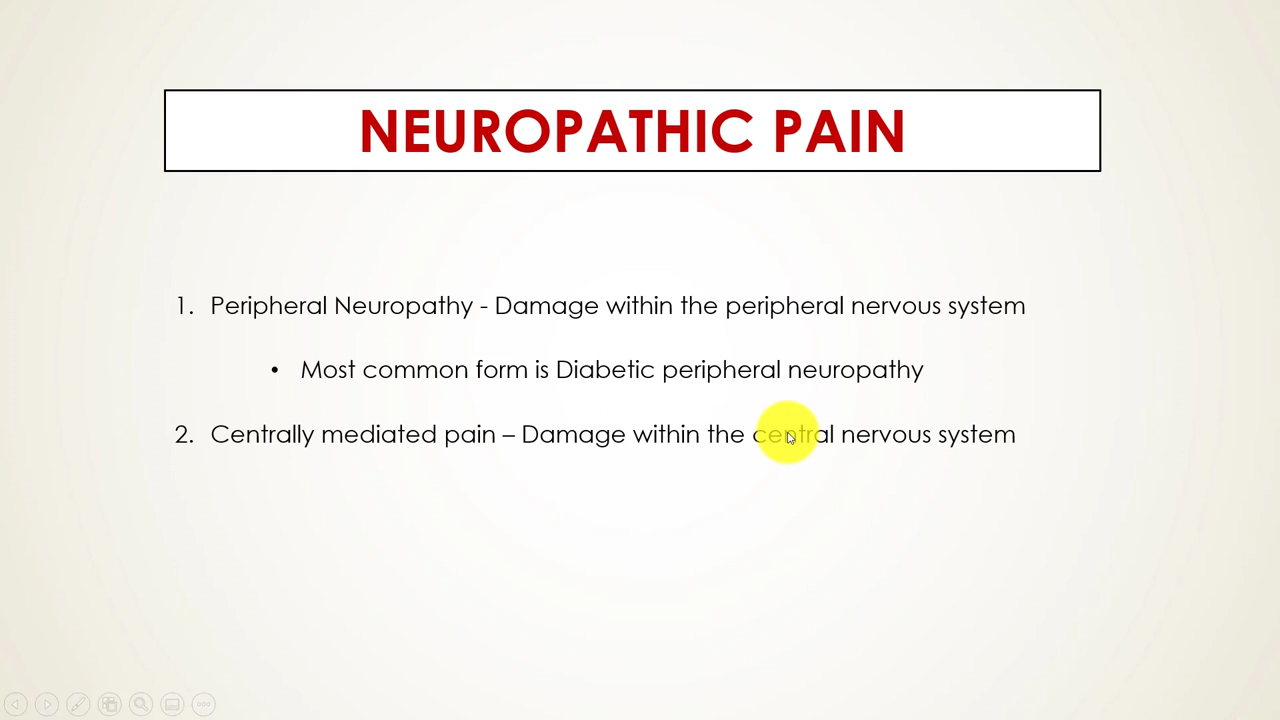 NEUROPATHIC PAIN
1. Peripheral Neuropathy - Damage within the peripheral nervous system
• Most common form is Diabetic peripheral neuropathy
2. Centrally mediated pain – Damage within the central nervous system